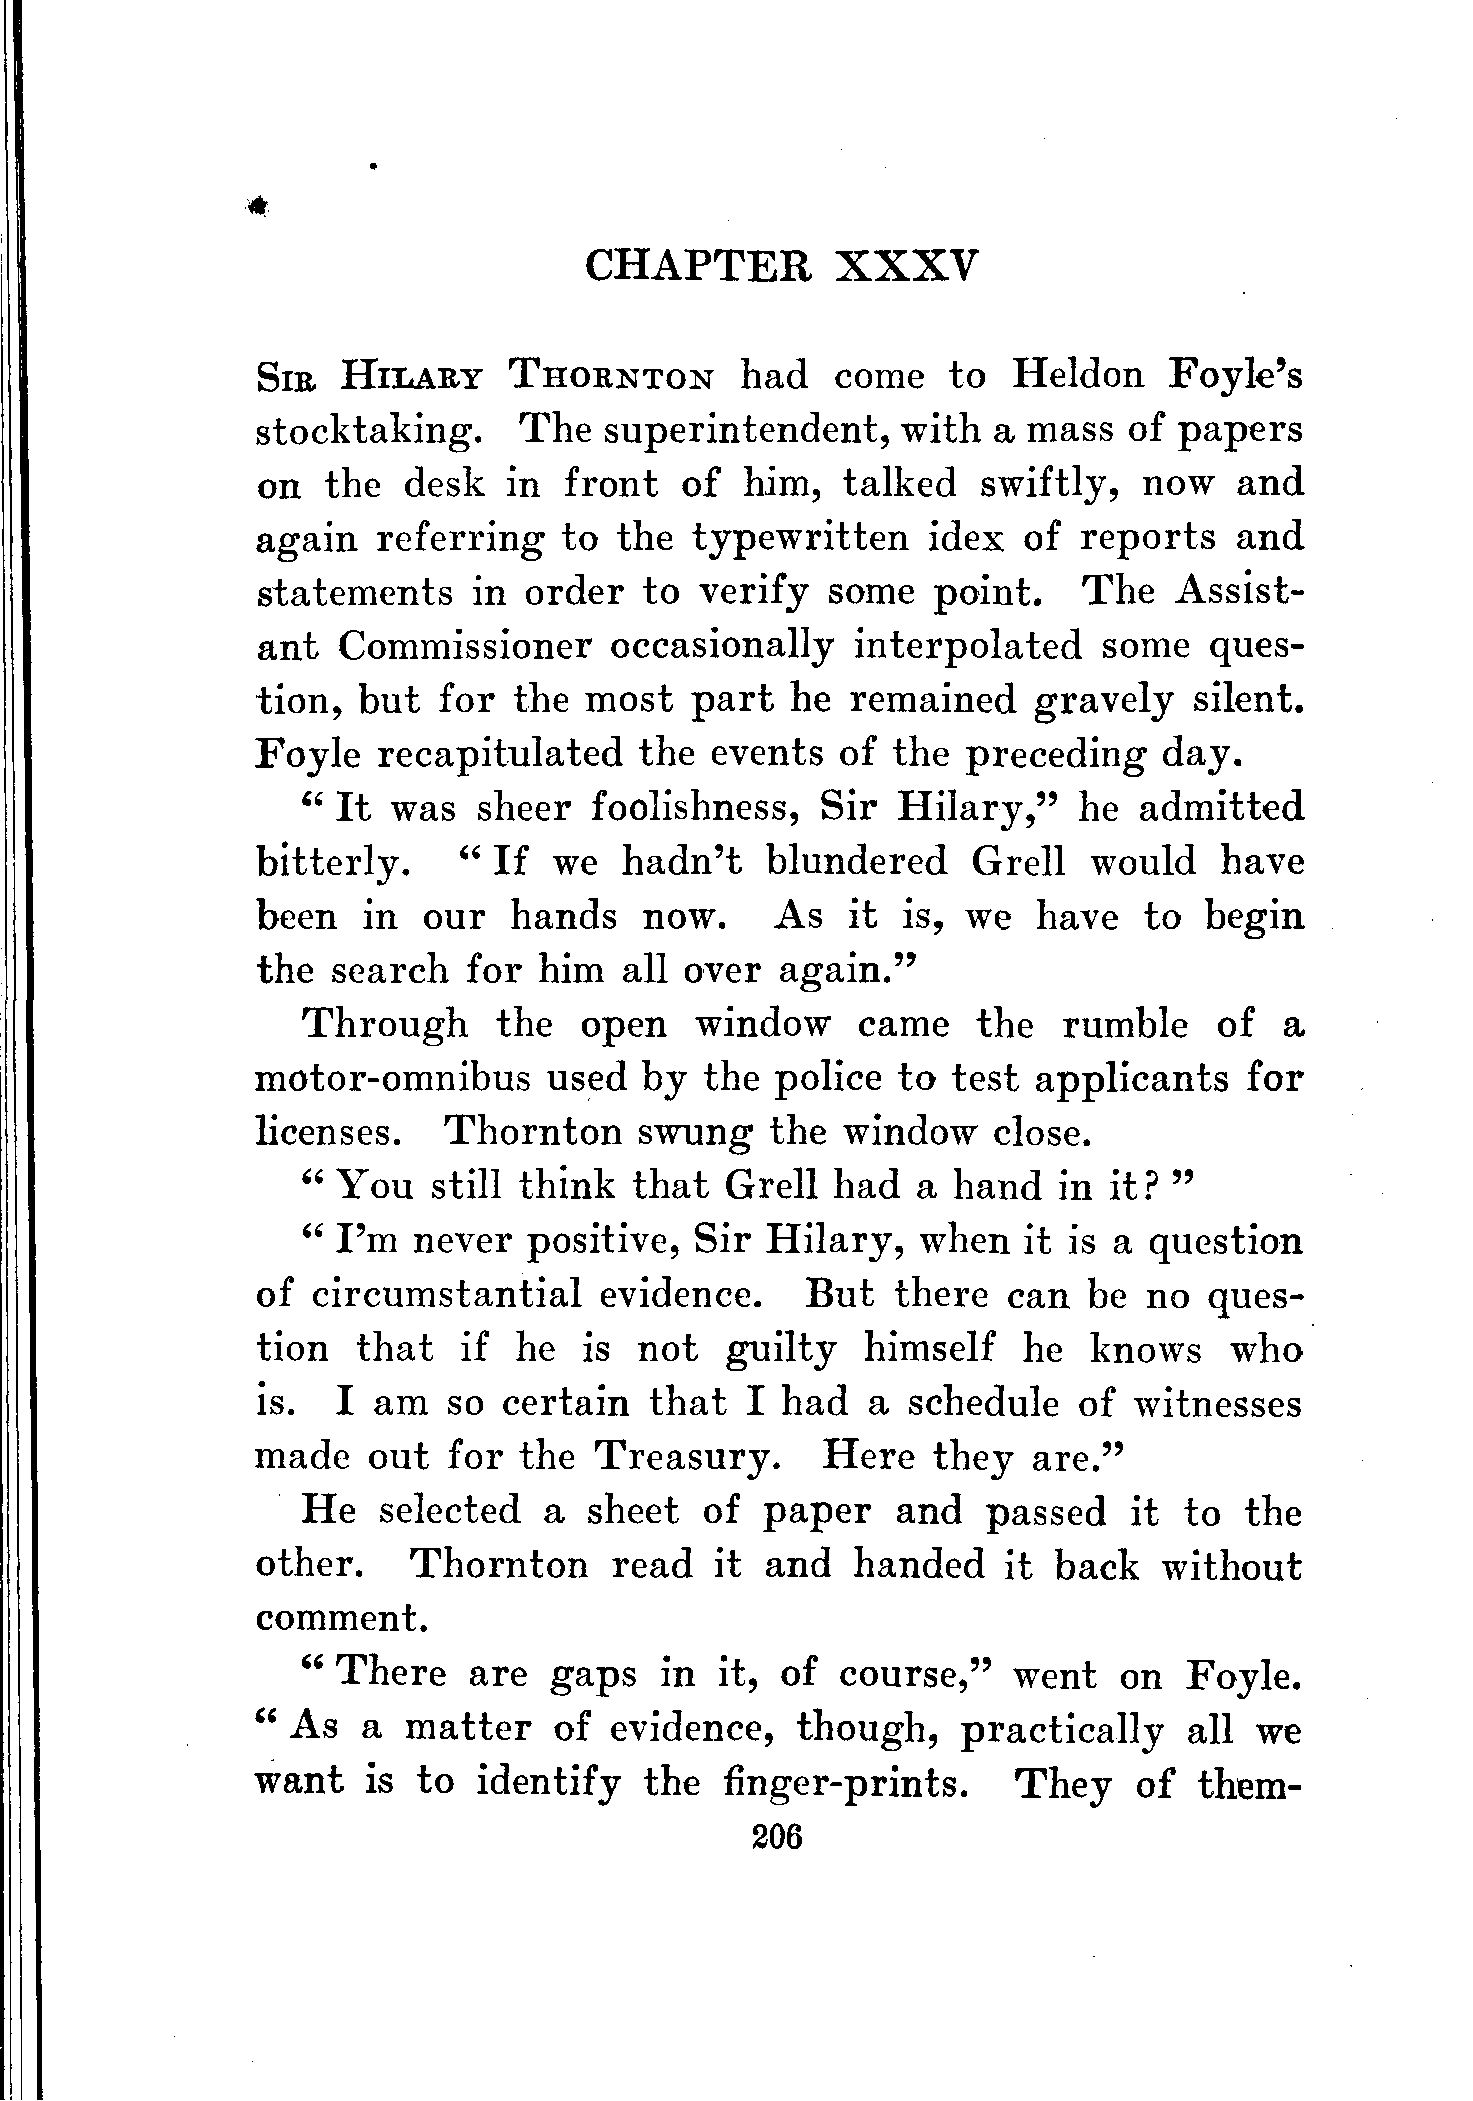 CHAPTER XXXV
SIR HILARY THORNTON had come to Heldon Foyle's
stocktaking. The superintendent, with a mass of papers
on the desk in front of him, talked swiftly, now and
again referring to the typewritten idex of reports and
statements in order to verify some point. The Assist-
ant Commissioner occasionally interpolated some ques-
tion, but for the most part he remained gravely silent.
Foyle recapitulated the events of the preceding day.
“ It was sheer foolishness, Sir Hilary,” he admitted
bitterly. “ If we hadn't blundered Grell would have
been in our hands now. As it is, we have to begin
the search for him all over again.”
Through the open window came the rumble of a
motor-omnibus used by the police to test applicants for
licenses. Thornton swung the window close.
“ You still think that Grell had a hand in it? ”
“ I'm never positive, Sir Hilary, when it is a question
of circumstantial evidence. But there can be no ques-
tion that if he is not guilty himself he knows who
is. I am so certain that I had a schedule of witnesses
made out for the Treasury. Here they are.”
He selected a sheet of paper and passed it to the
other. Thornton read it and handed it back without
comment.
“ There are gaps in it, of course,” went on Foyle.
“ As a matter of evidence, though, practically all we
want is to identify the finger-prints. They of them-
206